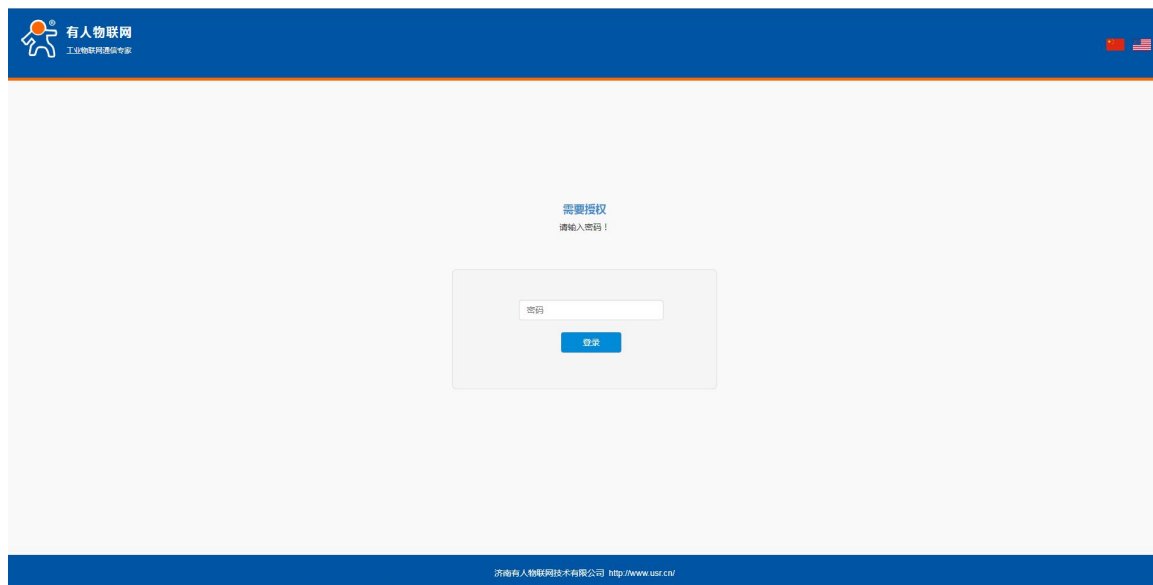 有人物联网
工业物联网通信专家
需要授权
请输入密码！
密码
登录
济南有人物联网技术有限公司 http://www.usr.cn/